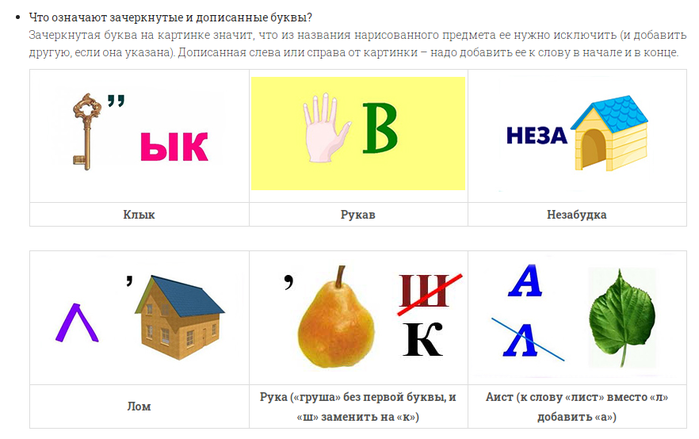 Что означают зачеркнутые и дописанные буквы?
Зачеркнутая буква на картинке значит, что из названия нарисованного предмета ее нужно исключить (и добавить
другую, если она указана). Дописанная слева или справа от картинки – надо добавить ее к слову в начале и в конце.
,, ЫК
В
НЕЗА
Клык
Рукав
Незабудка
Л ,
, Ш К
А Л
Лом
Рука («груша» без первой буквы, и
«ш» заменить на «к»)
Аист (к слову «лист» вместо «л»
добавить «а»)